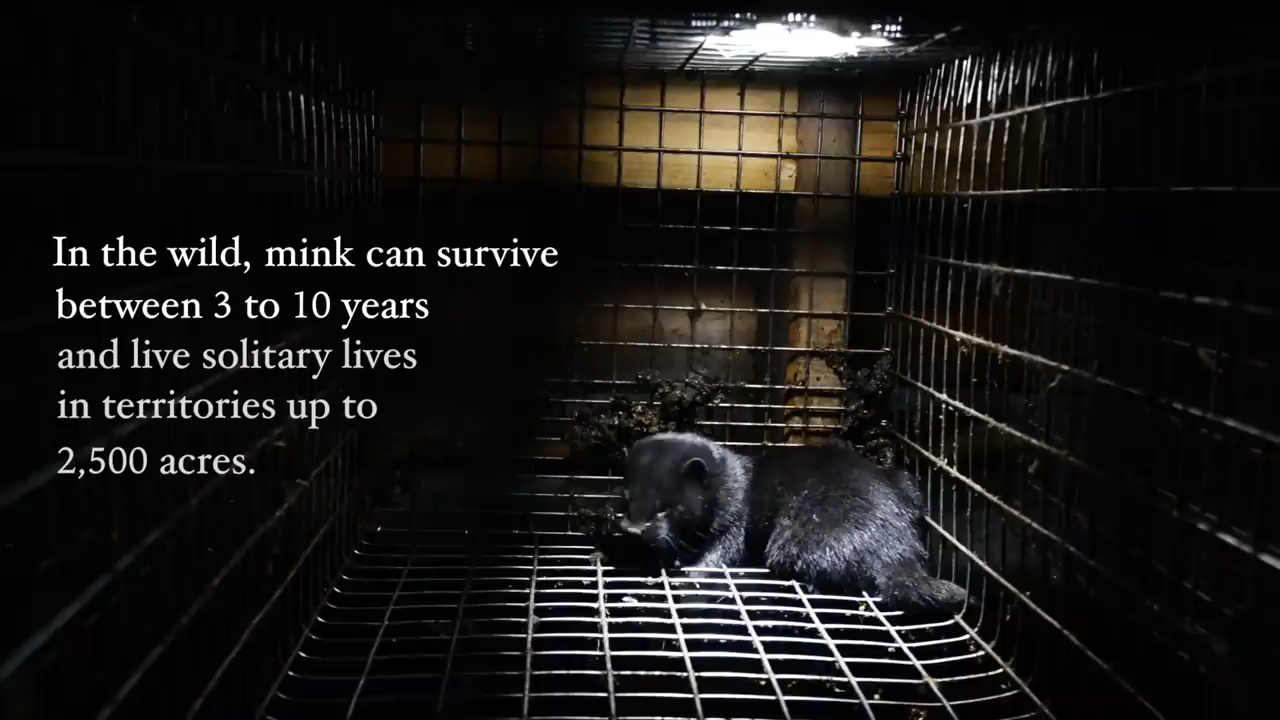 In the wild, mink can survive
between 3 to 10 years
and live solitary lives
in territories up to
2,500 acres.